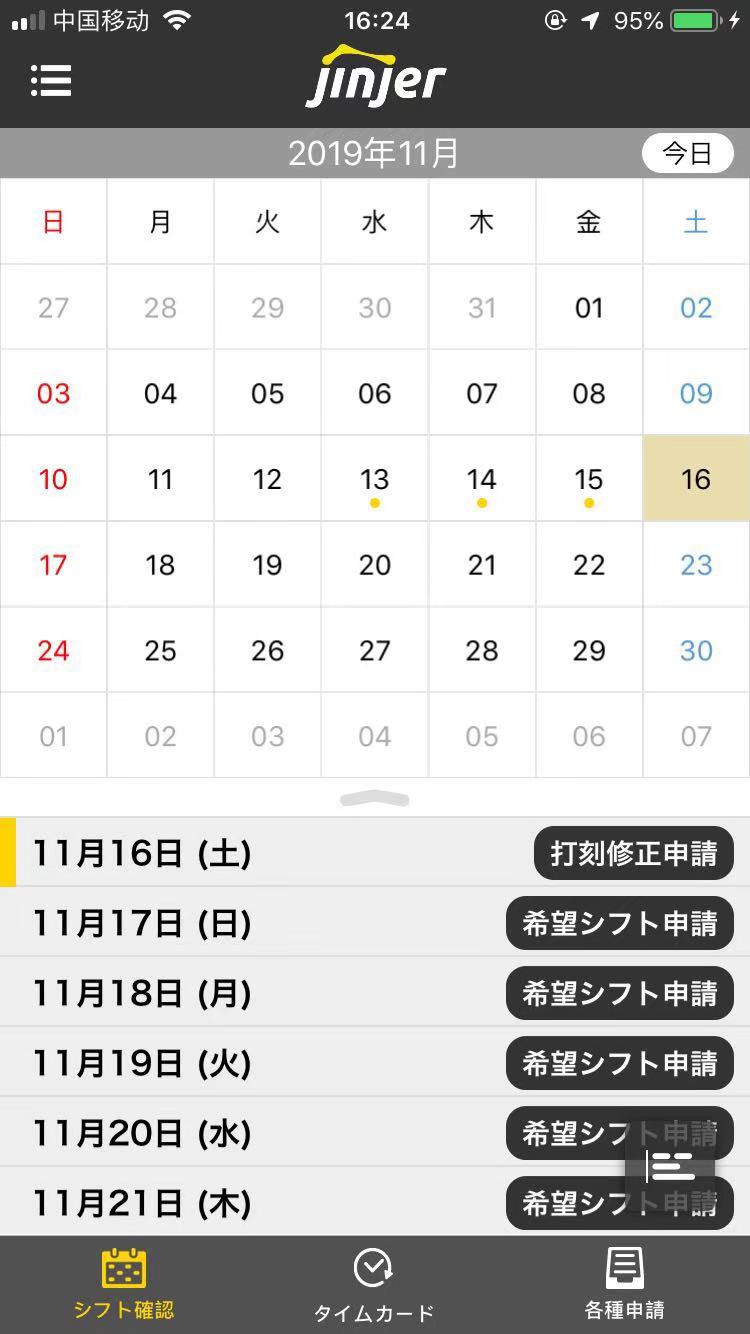 中国移动 16:24 95%
jinjer
2019年11月 今日
日 月 火 水 木 金 土
27 28 29 30 31 01 02
03 04 05 06 07 08 09
10 11 12 13 14 15 16
17 18 19 20 21 22 23
24 25 26 27 28 29 30
01 02 03 04 05 06 07
11月16日 (土) 打刻修正申請
11月17日 (日) 希望シフト申請
11月18日 (月) 希望シフト申請
11月19日 (火) 希望シフト申請
11月20日 (水) 希望シフト申請
11月21日 (木) 希望シフト申請
シフト確認 タイムカード 各種申請